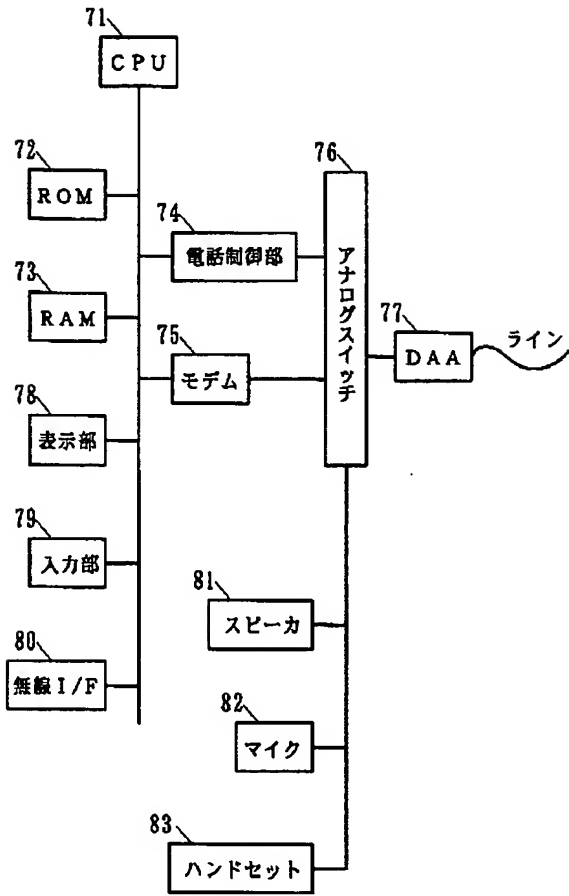 71
CPU
72
ROM
73
RAM
78
表示部
79
入力部
80
無線I/F
74
電話制御部
75
モデム
76
アナログスイッチ
77
DAA
ライン
81
スピーカ
82
マイク
83
ハンドセット